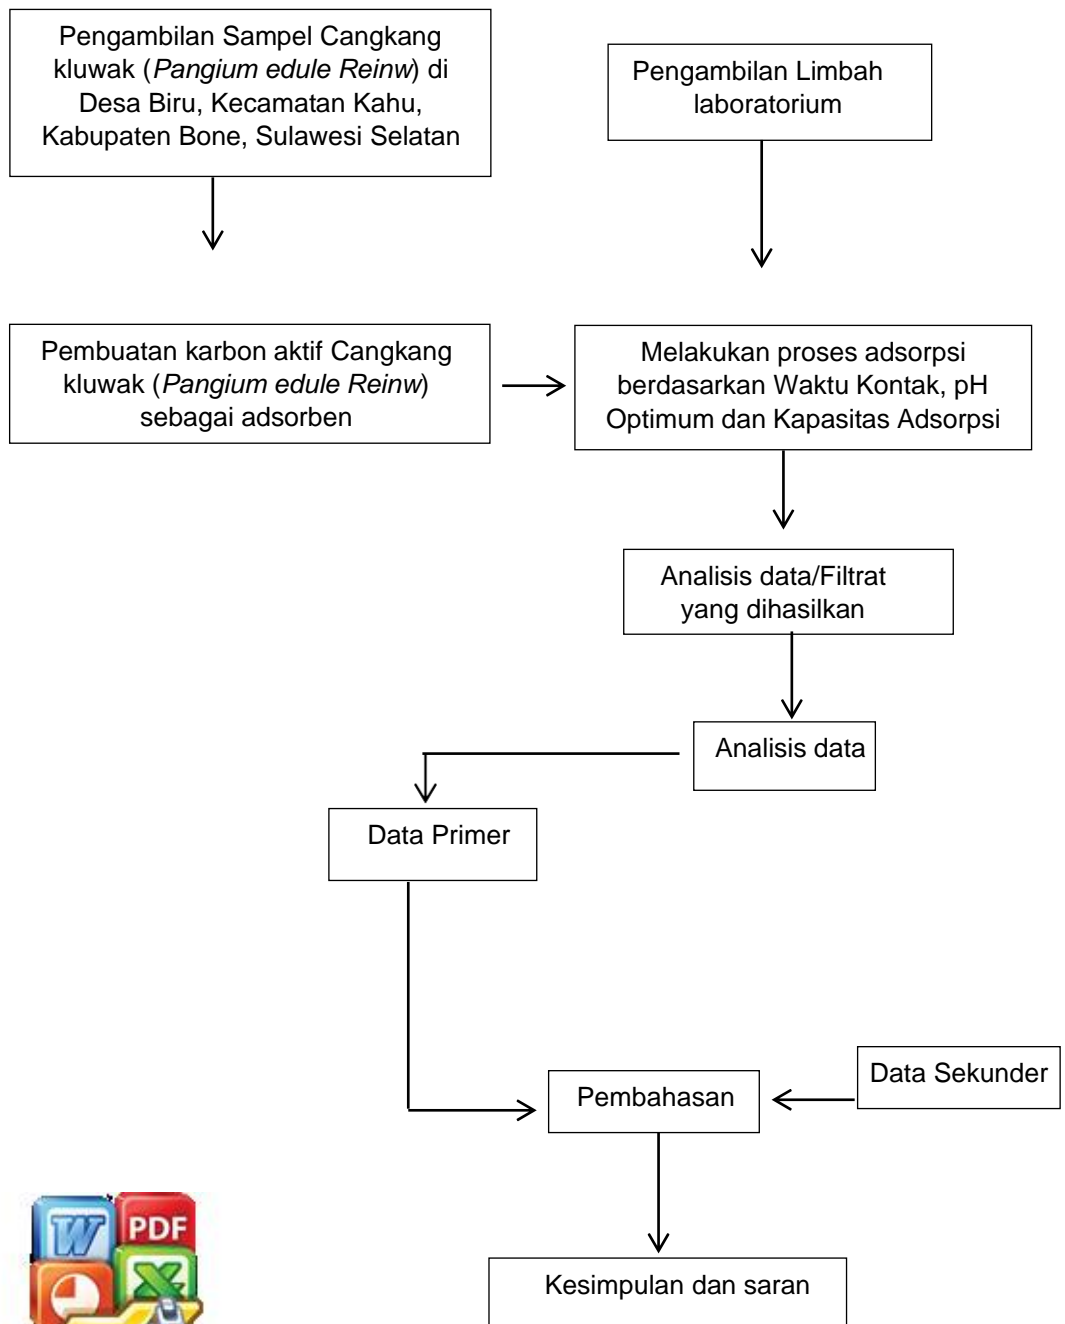 Pengambilan Sampel Cangkang
kluwak (Pangium edule Reinw) di
Desa Biru, Kecamatan Kahu,
Kabupaten Bone, Sulawesi Selatan
Pengambilan Limbah
laboratorium
Pembuatan karbon aktif Cangkang
kluwak (Pangium edule Reinw)
sebagai adsorben
Melakukan proses adsorpsi
berdasarkan Waktu Kontak, pH
Optimum dan Kapasitas Adsorpsi
Analisis data/Filtrat
yang dihasilkan
Analisis data
Data Primer
Data Sekunder
Pembahasan
Kesimpulan dan saran
W
PDF
X